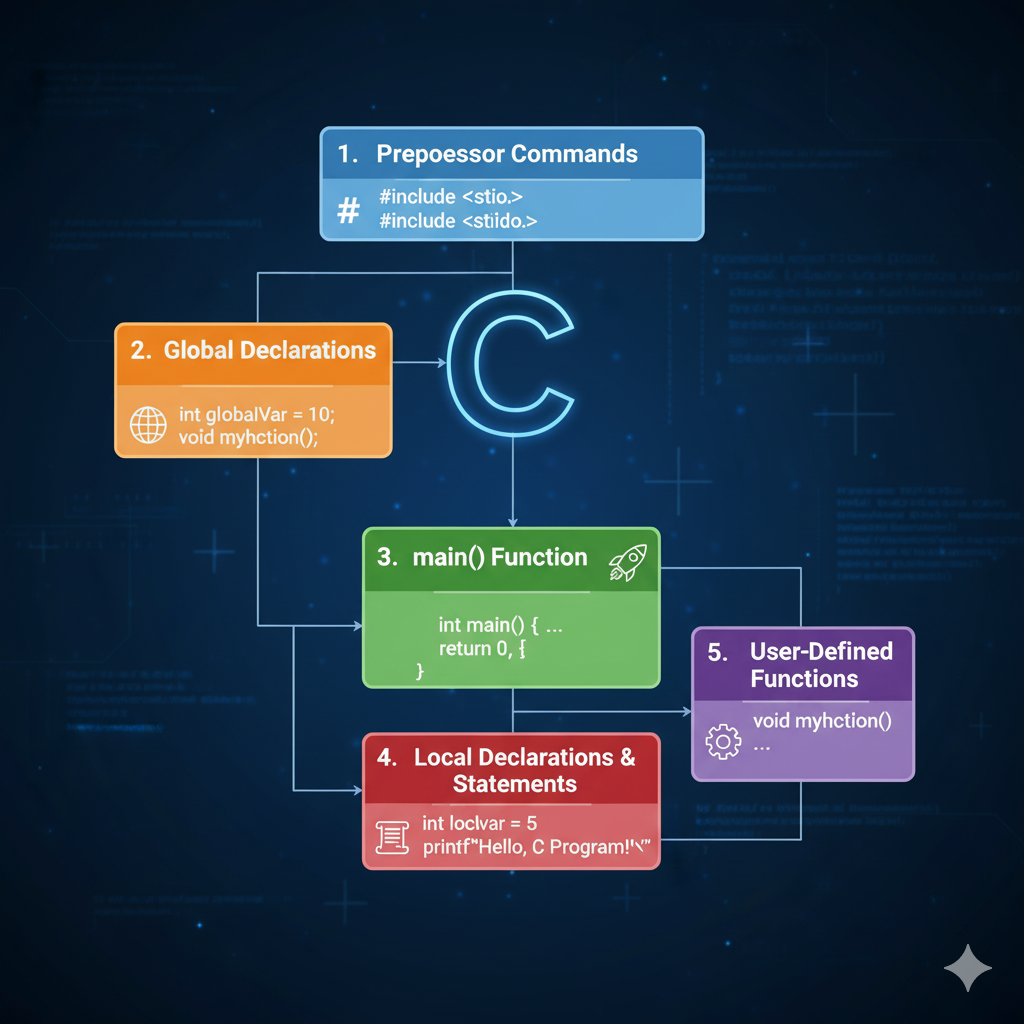 1. Prepoessor Commands
#
#include <stio.>
#include <stiido.>
C
2. Global Declarations
int globalVar = 10;
void myhction();
3. main() Function
int main() { ...
return 0, {
}
5. User-Defined
Functions
void myhction()
...
4. Local Declarations &
Statements
int loclvar = 5
printf"Hello, C Program!'\"